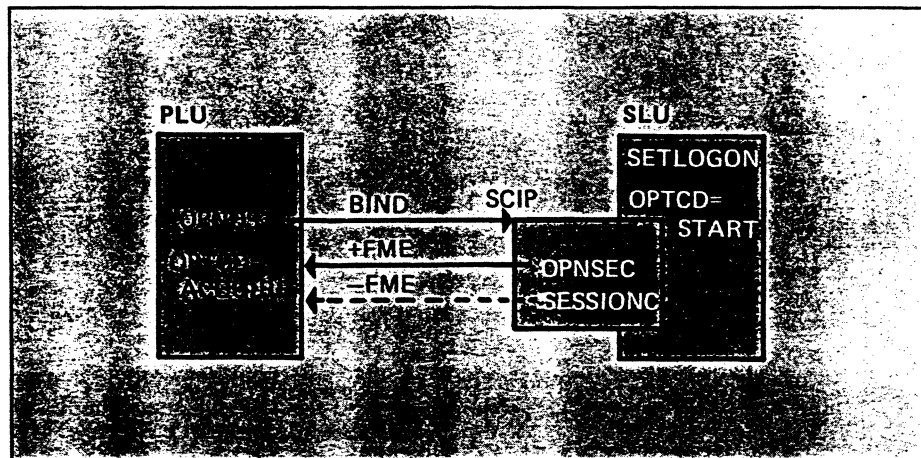 PLU
SLU
SETLOGON
OPTCD=
START
BIND
SCIP
+FME
OPNSEC
–FME
SESSIONC